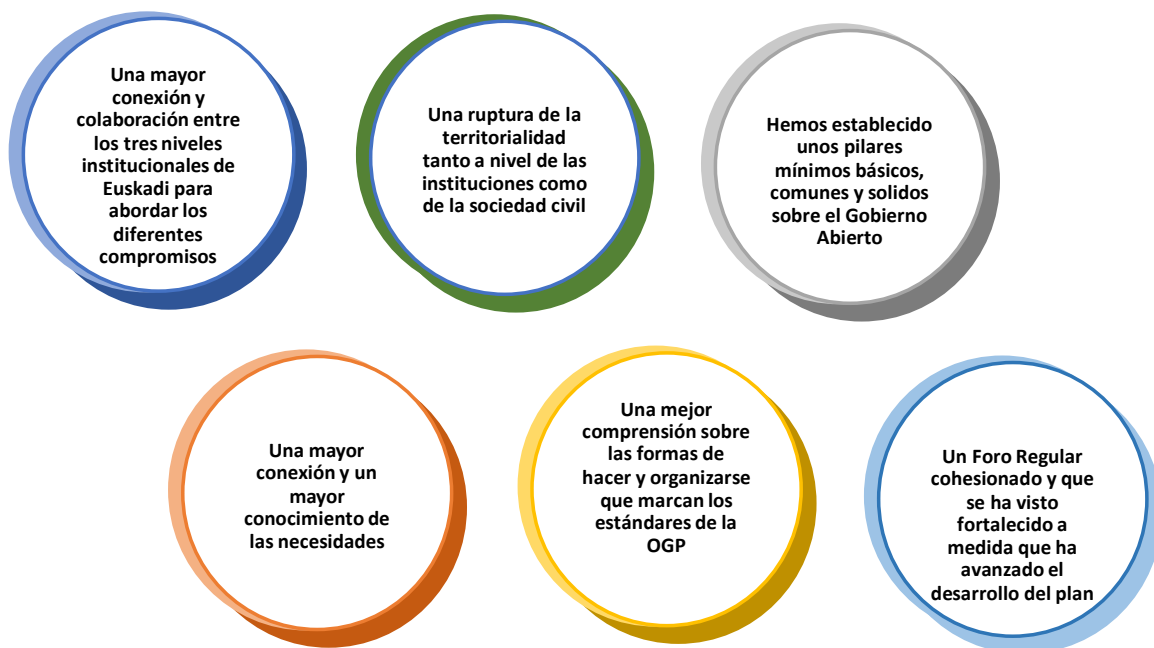 Una mayor
conexión y
colaboración entre
los tres niveles
institucionales de
Euskadi para
abordar los
diferentes
compromisos
Una ruptura de la
territorialidad
tanto a nivel de las
instituciones como
de la sociedad civil
Hemos establecido
unos pilares
mínimos básicos,
comunes y solidos
sobre el Gobierno
Abierto
Una mayor
conexión y un
mayor
conocimiento de
las necesidades
Una mejor
comprensión sobre
las formas de
hacer y organizarse
que marcan los
estándares de la
OGP
Un Foro Regular
cohesionado y que
se ha visto
fortalecido a
medida que ha
avanzado el
desarrollo del plan